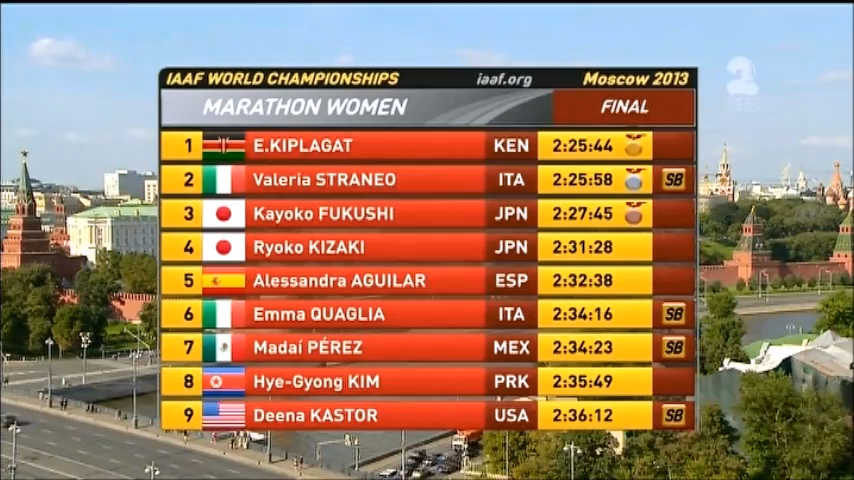 IAAF WORLD CHAMPIONSHIPS iaaf.org Moscow 2013
MARATHON WOMEN FINAL
1 E.KIPLAGAT KEN 2:25:44
2 Valeria STRANEO ITA 2:25:58 SB
3 Kayoko FUKUSHI JPN 2:27:45
4 Ryoko KIZAKI JPN 2:31:28
5 Alessandra AGUILAR ESP 2:32:38
6 Emma QUAGLIA ITA 2:34:16 SB
7 Madaí PÉREZ MEX 2:34:23 SB
8 Hye-Gyong KIM PRK 2:35:49
9 Deena KASTOR USA 2:36:12 SB